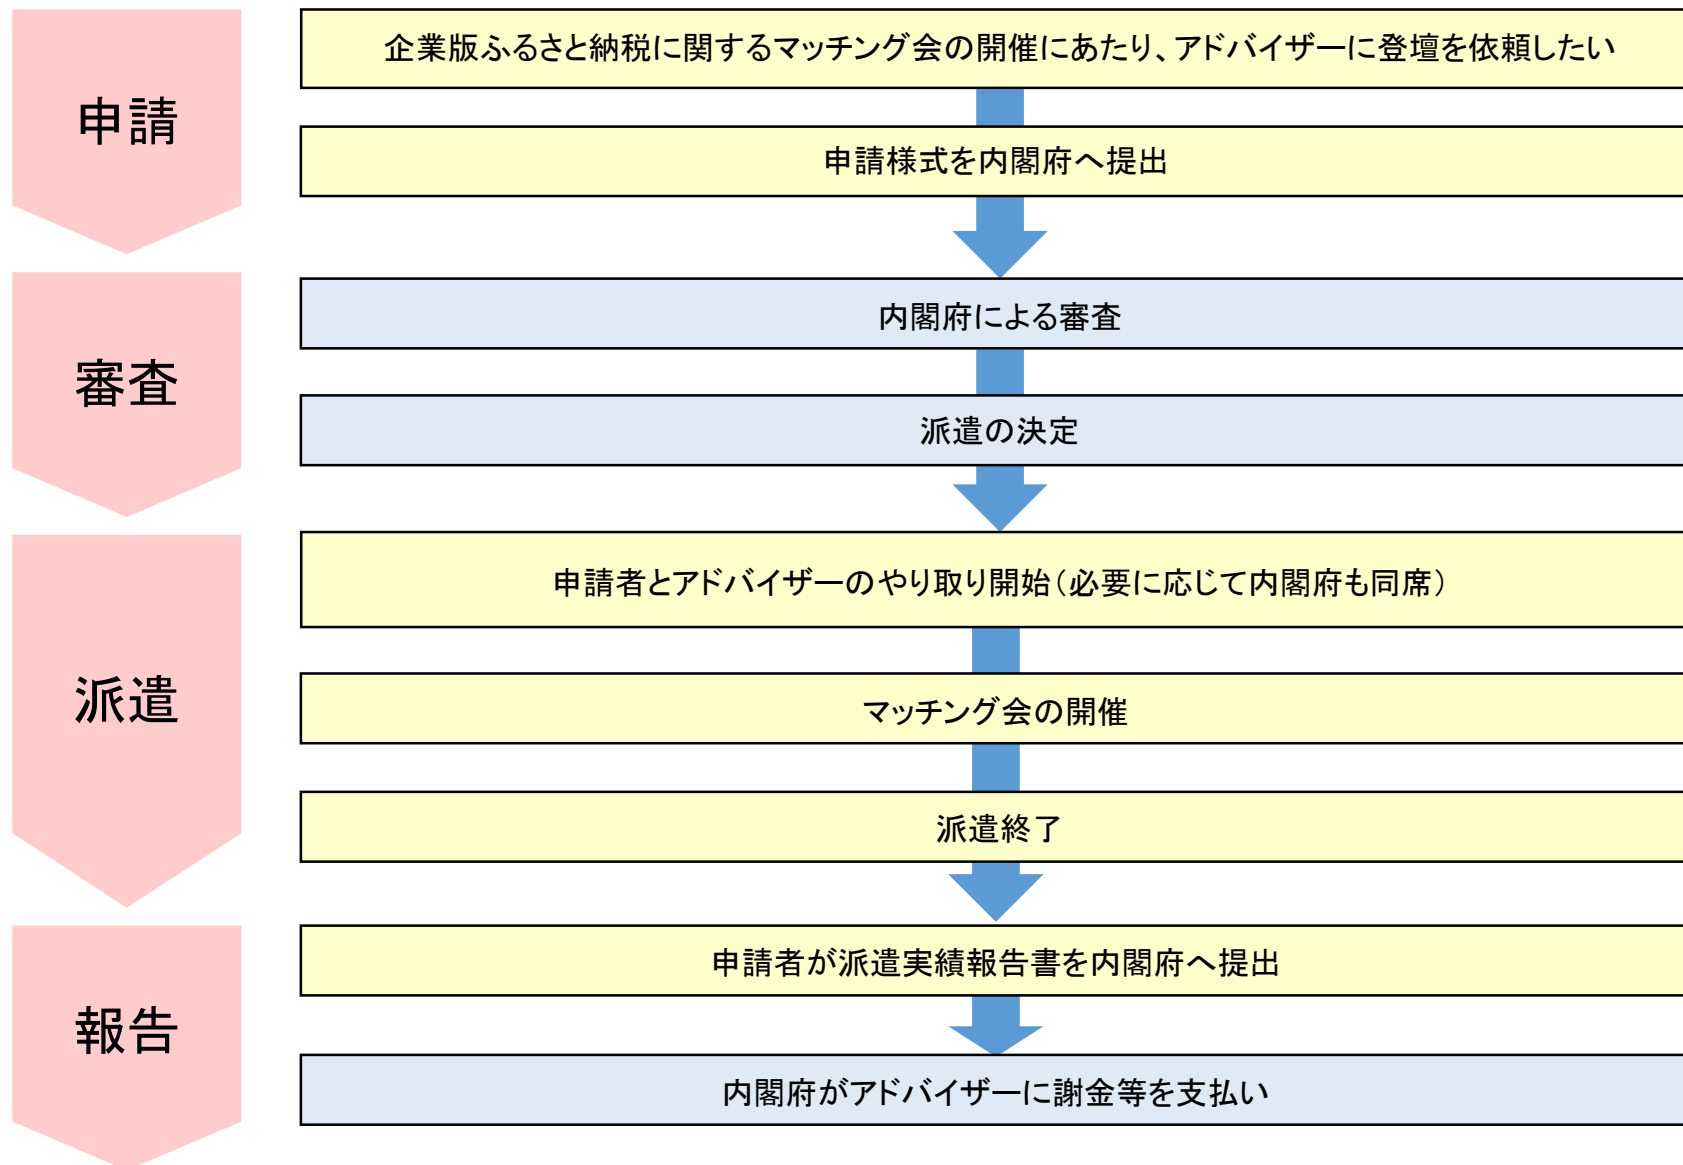 申請
企業版ふるさと納税に関するマッチング会の開催にあたり、アドバイザーに登壇を依頼したい
申請様式を内閣府へ提出
審査
内閣府による審査
派遣の決定
派遣
申請者とアドバイザーのやり取り開始（必要に応じて内閣府も同席）
マッチング会の開催
派遣終了
報告
申請者が派遣実績報告書を内閣府へ提出
内閣府がアドバイザーに謝金等を支払い